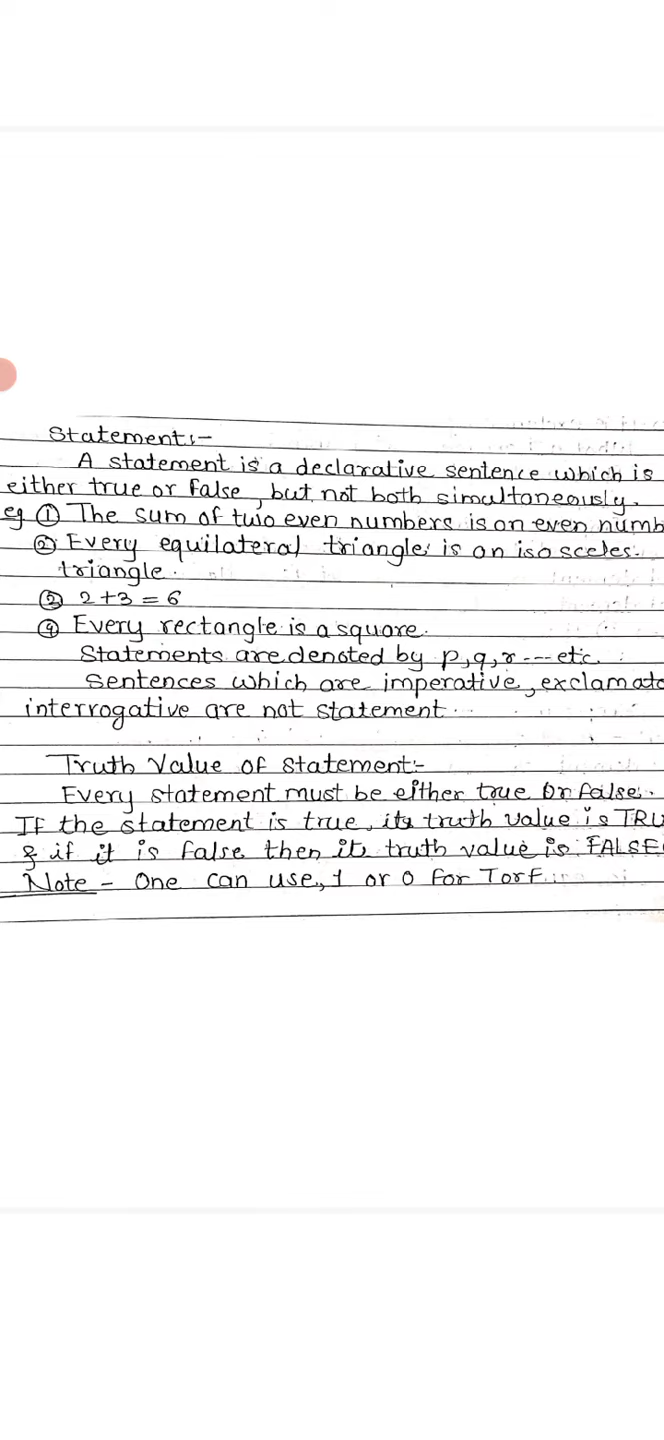 Statement:-
A statement is a declarative sentence which is
either true or false, but not both simultaneously.
eg ① The sum of two even numbers is an even numb
② Every equilateral triangle is an isosceles
triangle.
③ 2+3 = 6
④ Every rectangle is a square.
Statements are denoted by p, q, r --- etc.
Sentences which are imperative, exclamato
interrogative are not statement.
Truth Value of Statement:-
Every statement must be either true or false.
If the statement is true, its truth value is TRU
& if it is false then its truth value is FALSE
Note - One can use, 1 or 0 for T or F.